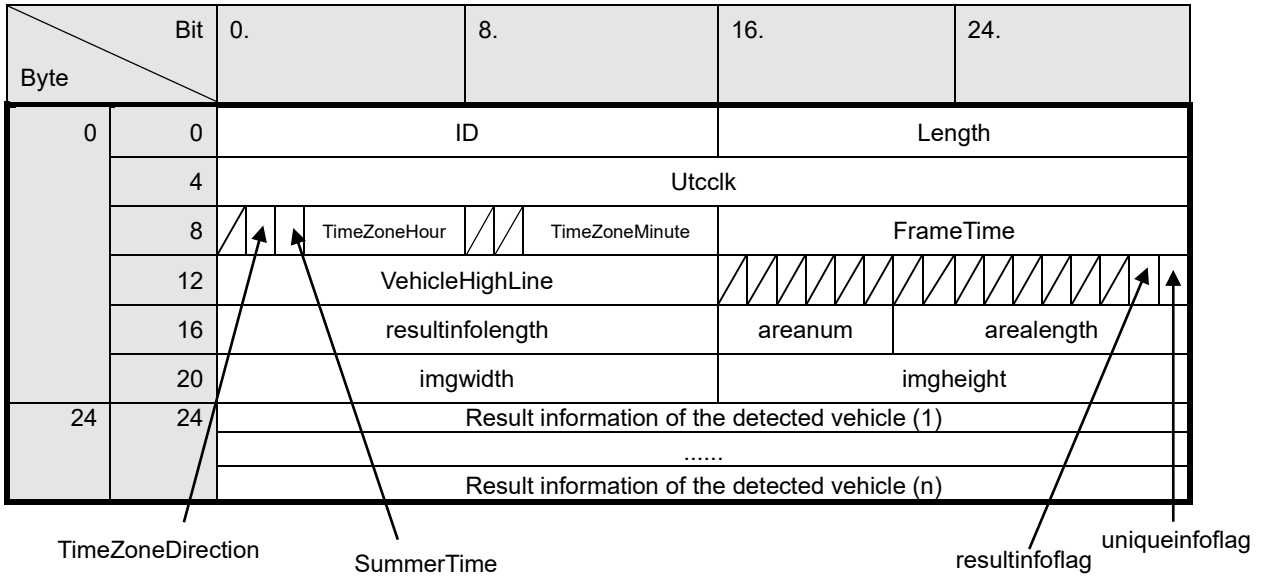 Bit 0. 8. 16. 24.
Byte
0 0 ID Length
4 Utcclk
8 TimeZoneHour TimeZoneMinute FrameTime
12 VehicleHighLine
16 resultinfolength areanum arealength
20 imgwidth imgheight
24 24 Result information of the detected vehicle (1)
......
Result information of the detected vehicle (n)
TimeZoneDirection SummerTime resultinfoflag uniqueinfoflag